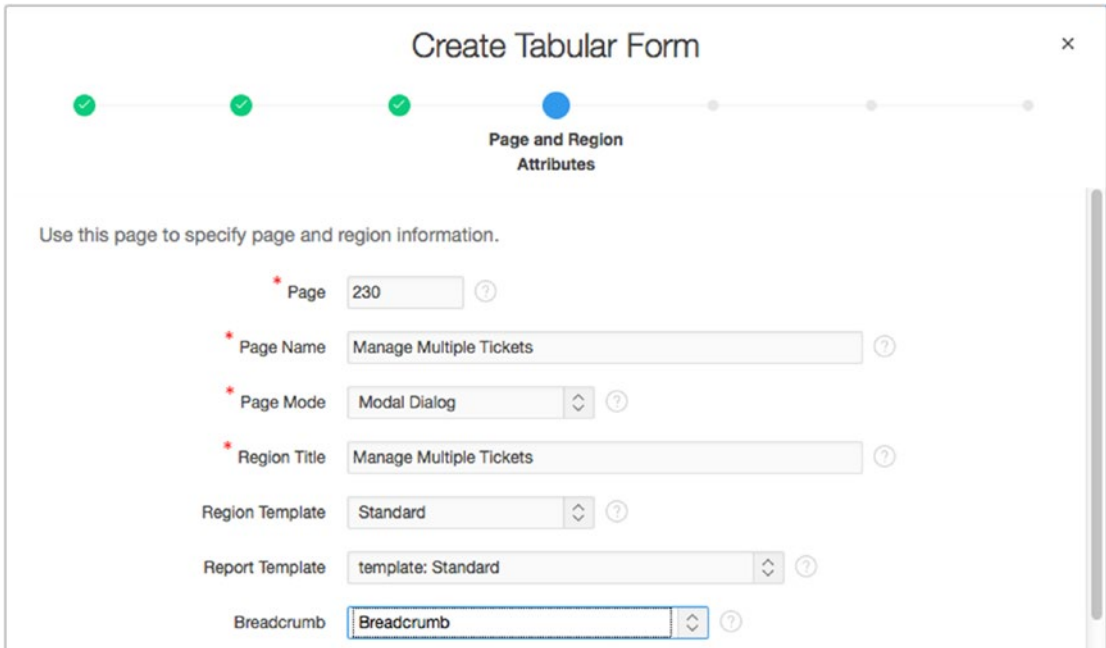 Create Tabular Form
×
Page and Region
Attributes
Use this page to specify page and region information.
* Page 230 ?
* Page Name Manage Multiple Tickets ?
* Page Mode Modal Dialog ?
* Region Title Manage Multiple Tickets ?
Region Template Standard ?
Report Template template: Standard ?
Breadcrumb Breadcrumb ?